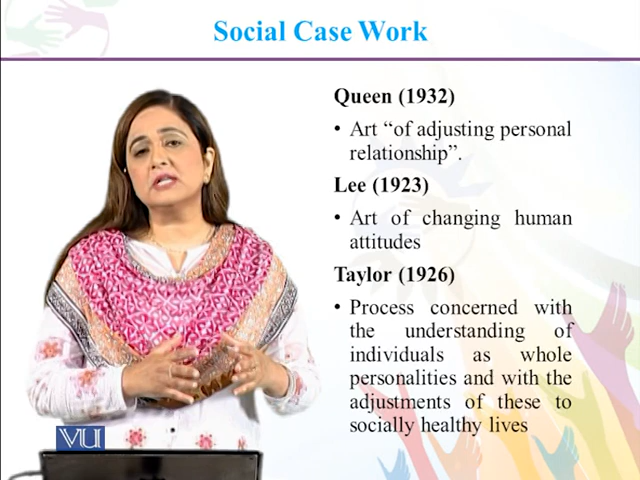 Social Case Work
Queen (1932)
• Art “of adjusting personal
relationship”.
Lee (1923)
• Art of changing human
attitudes
Taylor (1926)
• Process concerned with
the understanding of
individuals as whole
personalities and with the
adjustments of these to
socially healthy lives
VU